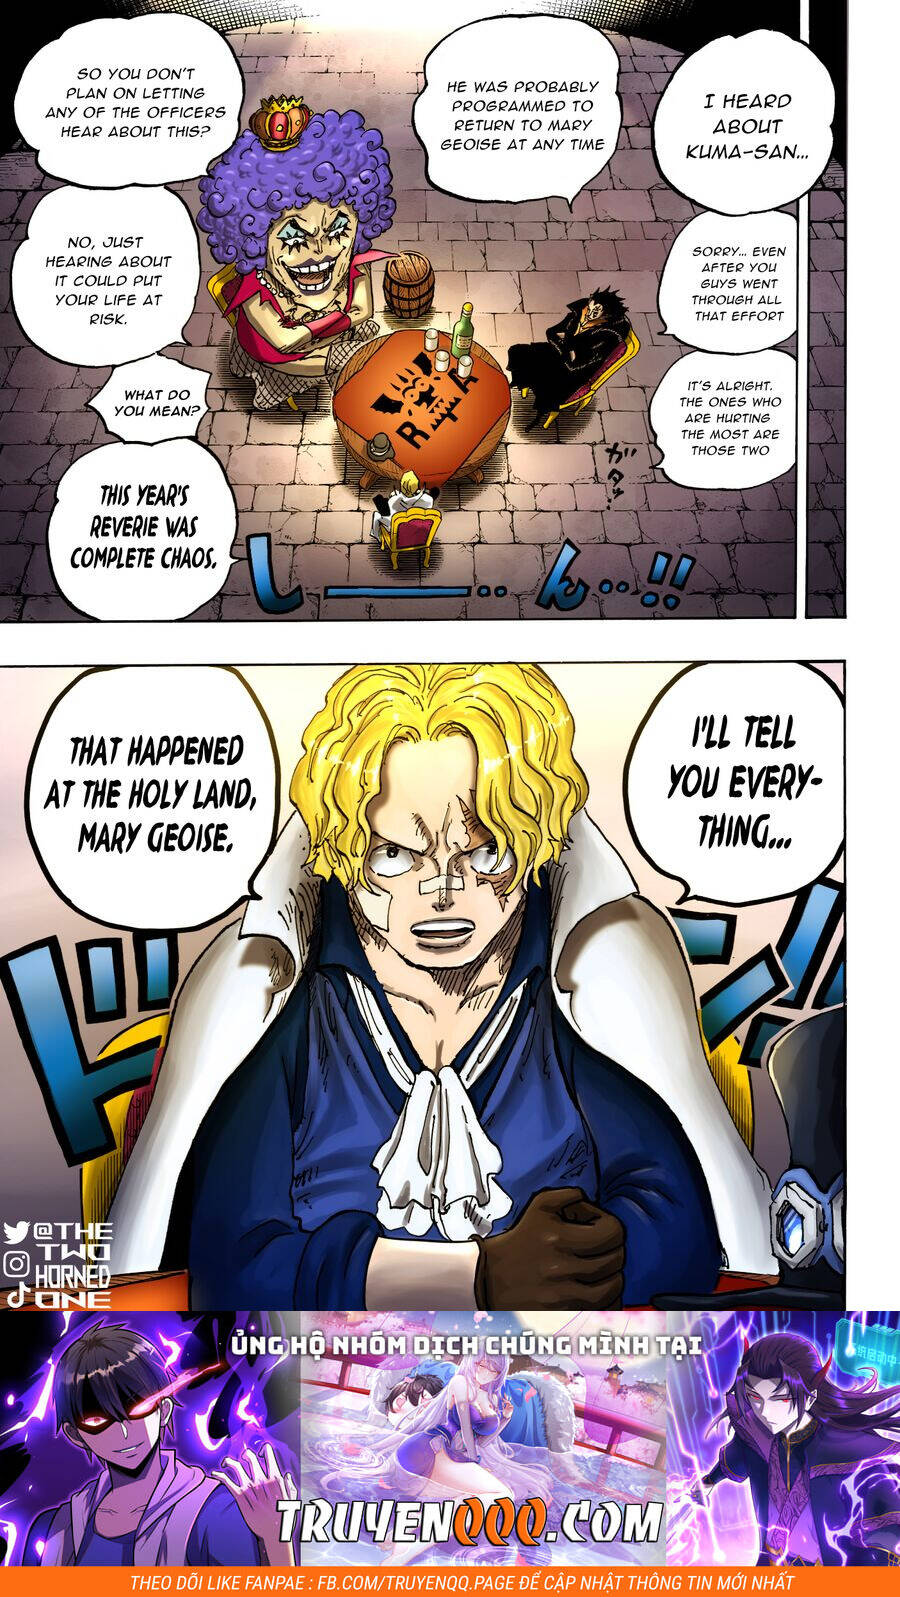 I HEARD
ABOUT
KUMA-SAN...
SORRY... EVEN
AFTER YOU
GUYS WENT
THROUGH ALL
THAT EFFORT
IT'S ALRIGHT.
THE ONES WHO
ARE HURTING
THE MOST ARE
THOSE TWO
HE WAS PROBABLY
PROGRAMMED TO
RETURN TO MARY
GEOISE AT ANY TIME
SO YOU DON'T
PLAN ON LETTING
ANY OF THE OFFICERS
HEAR ABOUT THIS?
NO, JUST
HEARING ABOUT
IT COULD PUT
YOUR LIFE AT
RISK.
WHAT DO
YOU MEAN?
THIS YEAR'S
REVERIE WAS
COMPLETE CHAOS.
R A
ガタッ!
しーーん‥!!
I'LL TELL
YOU EVERY-
THING...
THAT HAPPENED
AT THE HOLY LAND,
MARY GEOISE.
ドン!!
@THE
TWO
HORNED
ONE
ỦNG HỘ NHÓM DỊCH CHÚNG MÌNH TẠI
TRUYENQQQ.COM
THEO DÕI LIKE FANPAE : FB.COM/TRUYENQQ.PAGE ĐỂ CẬP NHẬT THÔNG TIN MỚI NHẤT